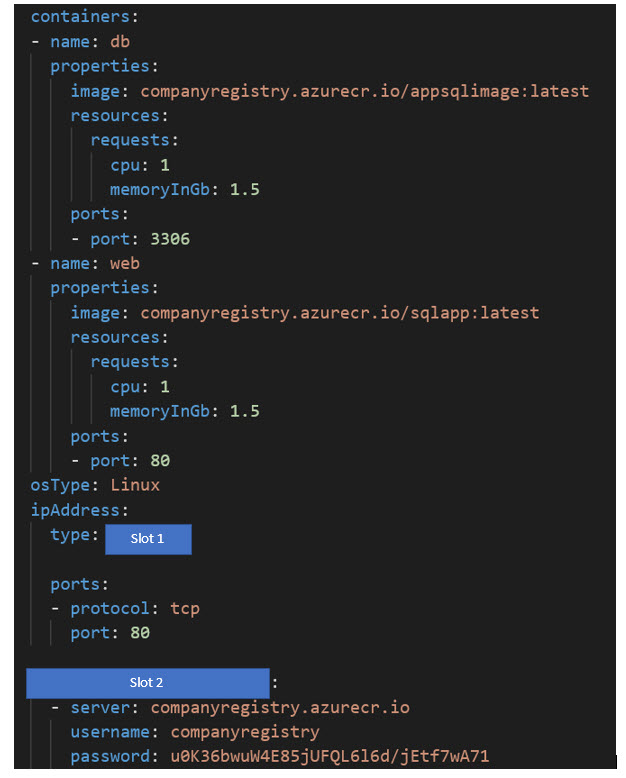 containers:
- name: db
properties:
image: companyregistry.azurecr.io/appsqlimage:latest
resources:
requests:
cpu: 1
memoryInGb: 1.5
ports:
- port: 3306
- name: web
properties:
image: companyregistry.azurecr.io/sqlapp:latest
resources:
requests:
cpu: 1
memoryInGb: 1.5
ports:
- port: 80
osType: Linux
ipAddress:
type: Slot 1
ports:
- protocol: tcp
port: 80
Slot 2 :
- server: companyregistry.azurecr.io
username: companyregistry
password: u0K36bwuW4E85jUFQL6l6d/jEtf7wA71